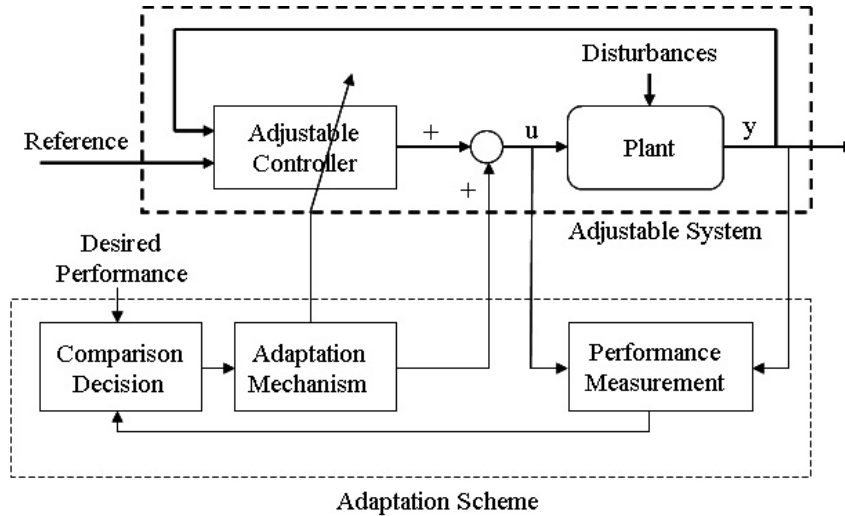 Disturbances
Reference
Adjustable
Controller
+
u
Plant
y
+
Adjustable System
Desired
Performance
Comparison
Decision
Adaptation
Mechanism
Performance
Measurement
Adaptation Scheme